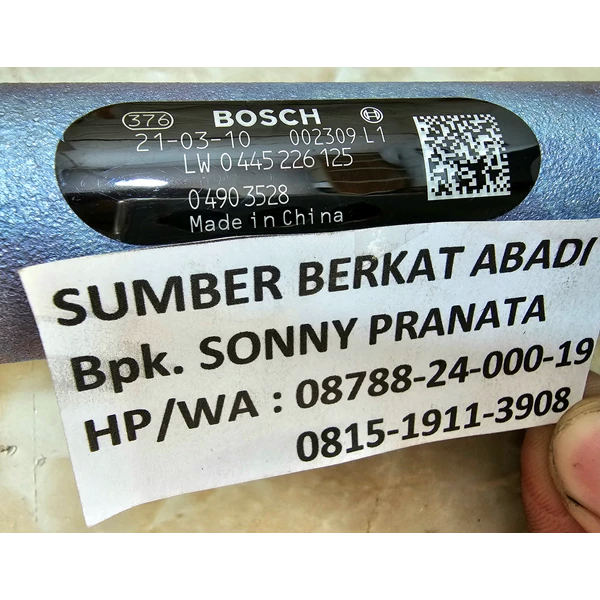 376 BOSCH
21-03-10 002309 L1
LW 0 445 226 125
0 490 3528
Made in China
SUMBER BERKAT ABADI
Bpk. SONNY PRANATA
HP/WA : 08788-24-000-19
0815-1911-3908